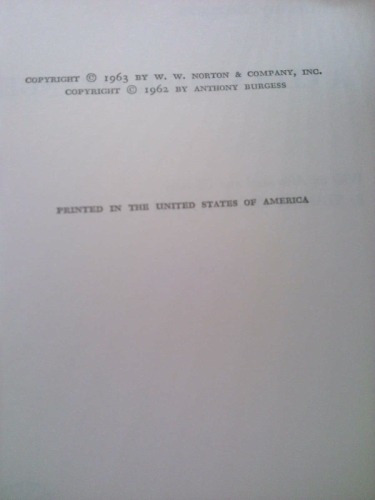 COPYRIGHT © 1963 BY W. W. NORTON & COMPANY, INC.
COPYRIGHT © 1962 BY ANTHONY BURGESS
PRINTED IN THE UNITED STATES OF AMERICA